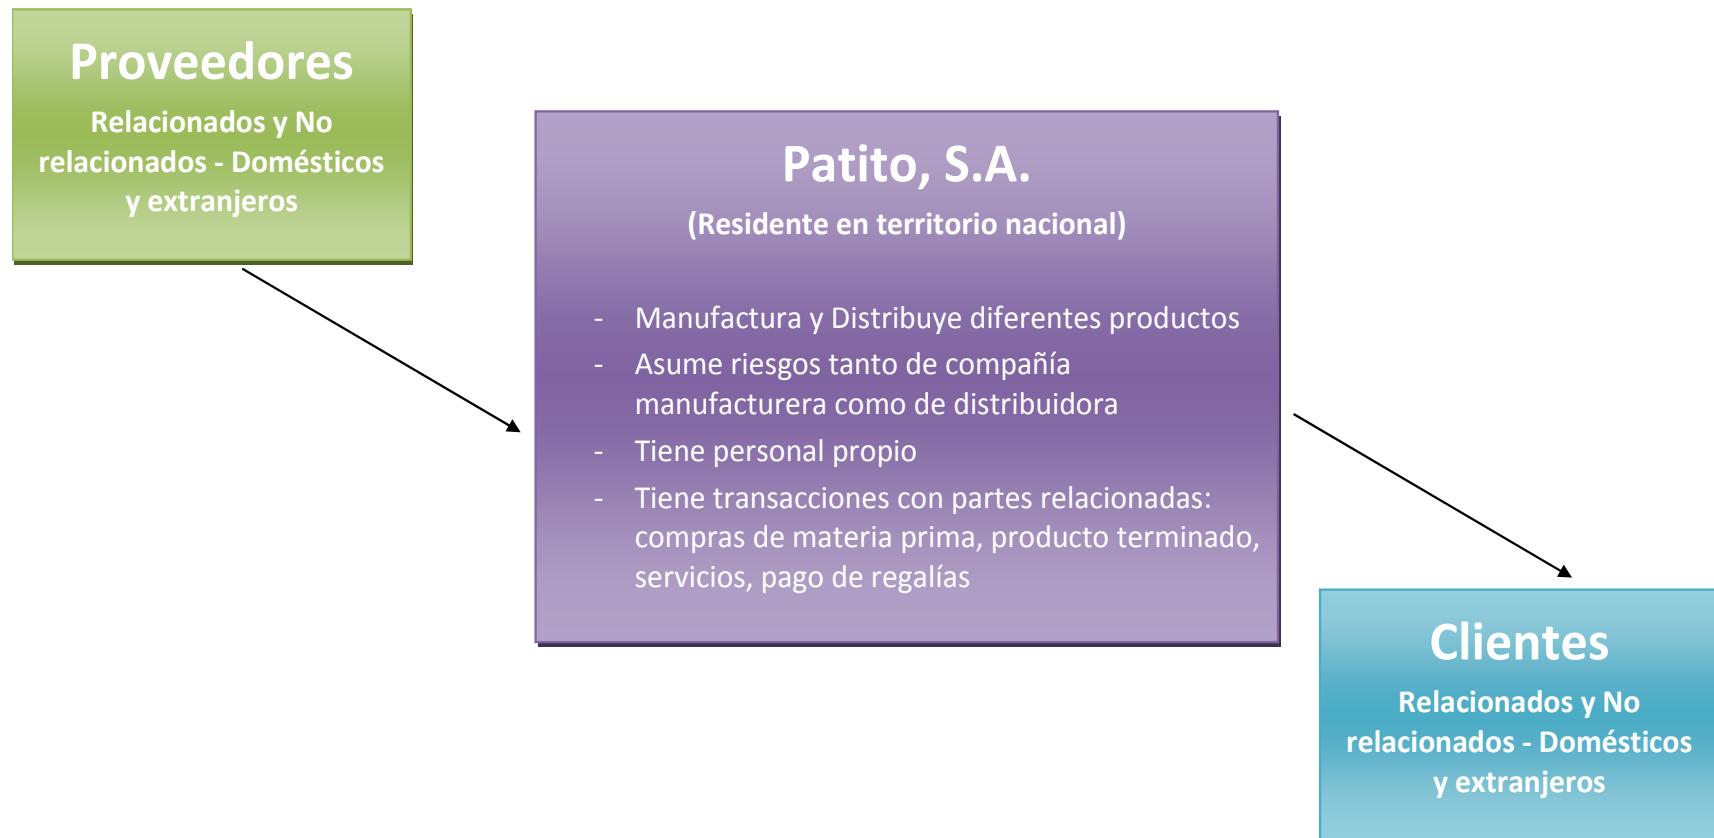 Proveedores
Relacionados y No
relacionados - Domésticos
y extranjeros
Patito, S.A.
(Residente en territorio nacional)
- Manufactura y Distribuye diferentes productos
- Asume riesgos tanto de compañía
manufacturera como de distribuidora
- Tiene personal propio
- Tiene transacciones con partes relacionadas:
compras de materia prima, producto terminado,
servicios, pago de regalías
Clientes
Relacionados y No
relacionados - Domésticos
y extranjeros